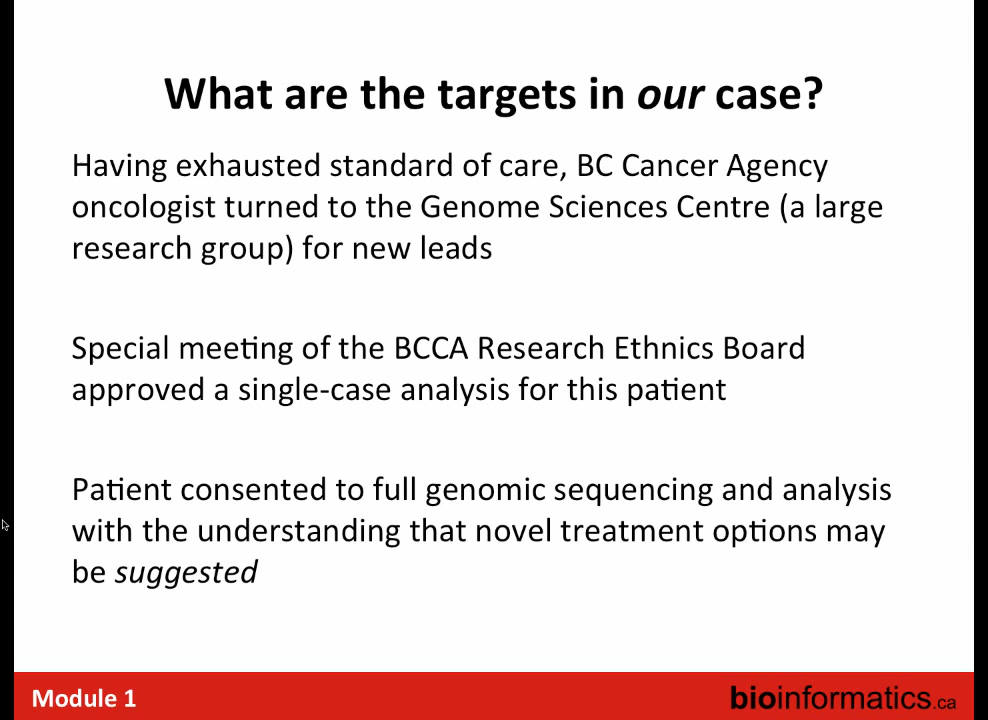 What are the targets in our case?
Having exhausted standard of care, BC Cancer Agency
oncologist turned to the Genome Sciences Centre (a large
research group) for new leads
Special meeting of the BCCA Research Ethnics Board
approved a single-case analysis for this patient
Patient consented to full genomic sequencing and analysis
with the understanding that novel treatment options may
be suggested
Module 1
bioinformatics.ca